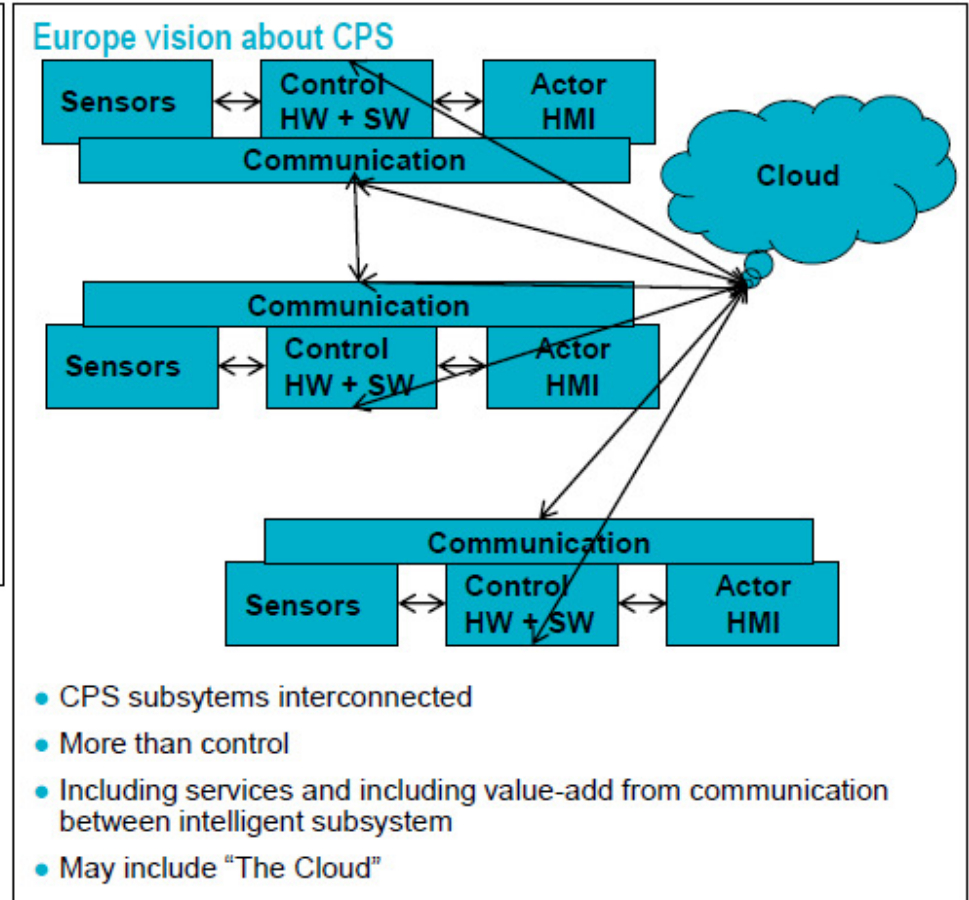 Europe vision about CPS
Sensors
Control
HW + SW
Actor
HMI
Communication
Cloud
Communication
Sensors
Control
HW + SW
Actor
HMI
Communication
Sensors
Control
HW + SW
Actor
HMI
• CPS subsytems interconnected
• More than control
• Including services and including value-add from communication
between intelligent subsystem
• May include “The Cloud”